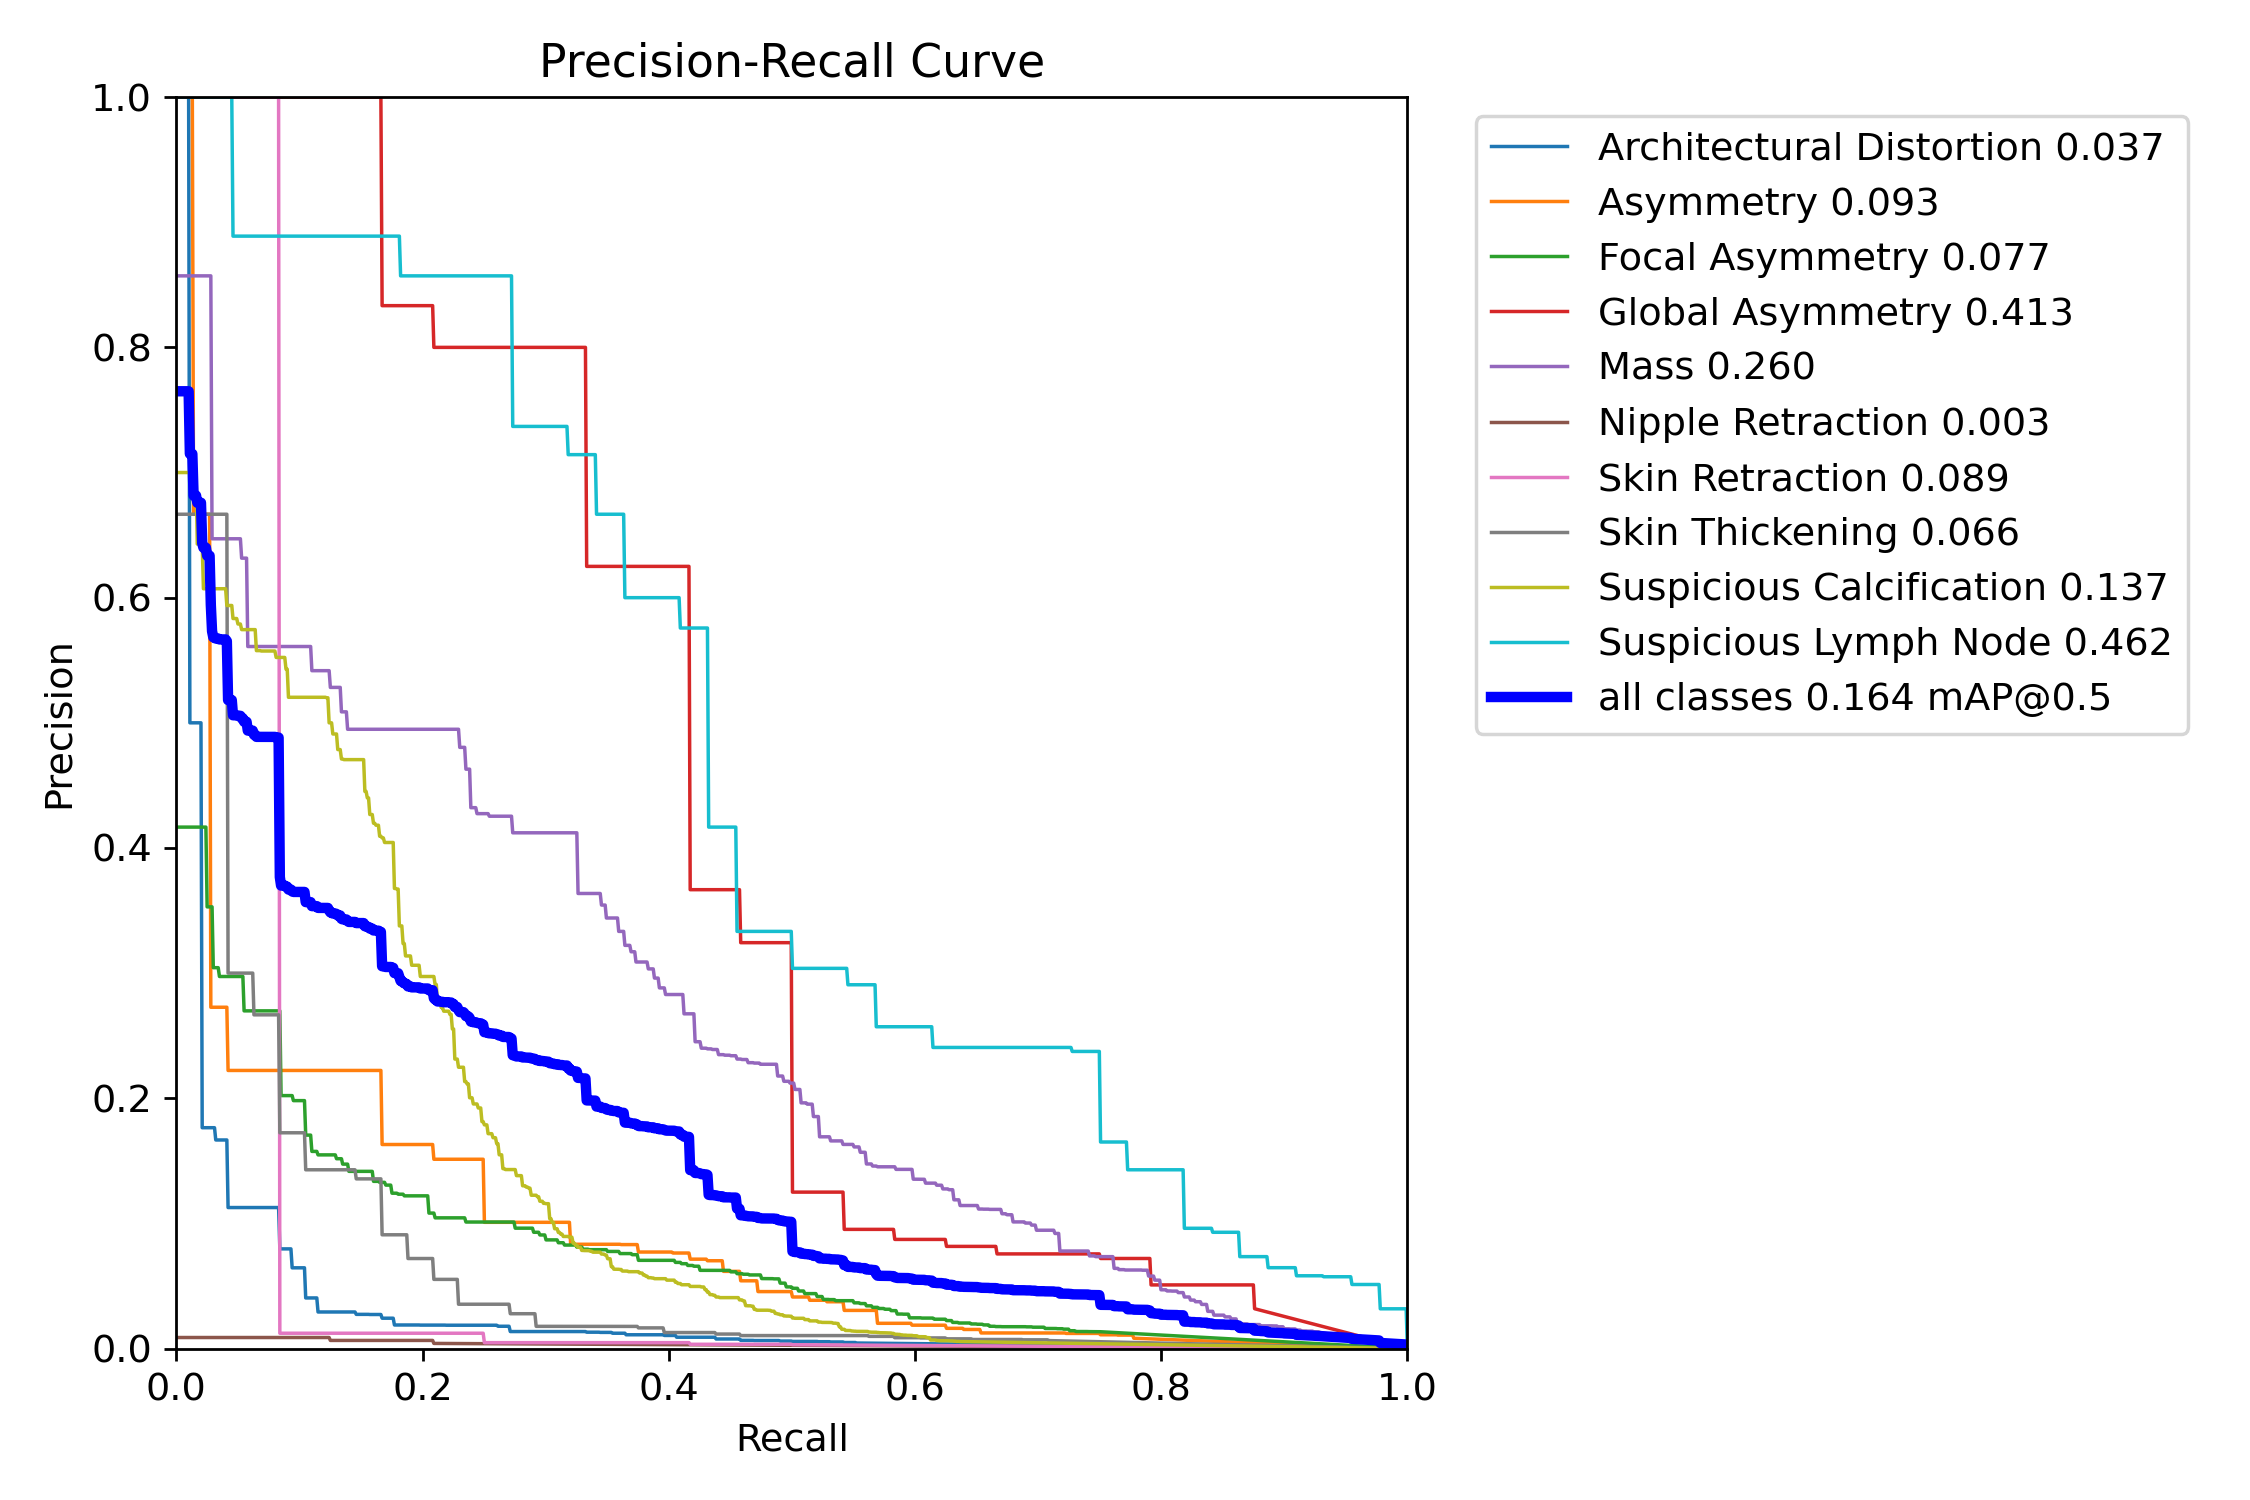 Precision-Recall Curve
1.0
0.8
0.6
0.4
0.2
0.0
Precision
0.0 0.2 0.4 0.6 0.8 1.0
Recall
Architectural Distortion 0.037
Asymmetry 0.093
Focal Asymmetry 0.077
Global Asymmetry 0.413
Mass 0.260
Nipple Retraction 0.003
Skin Retraction 0.089
Skin Thickening 0.066
Suspicious Calcification 0.137
Suspicious Lymph Node 0.462
all classes 0.164 mAP@0.5